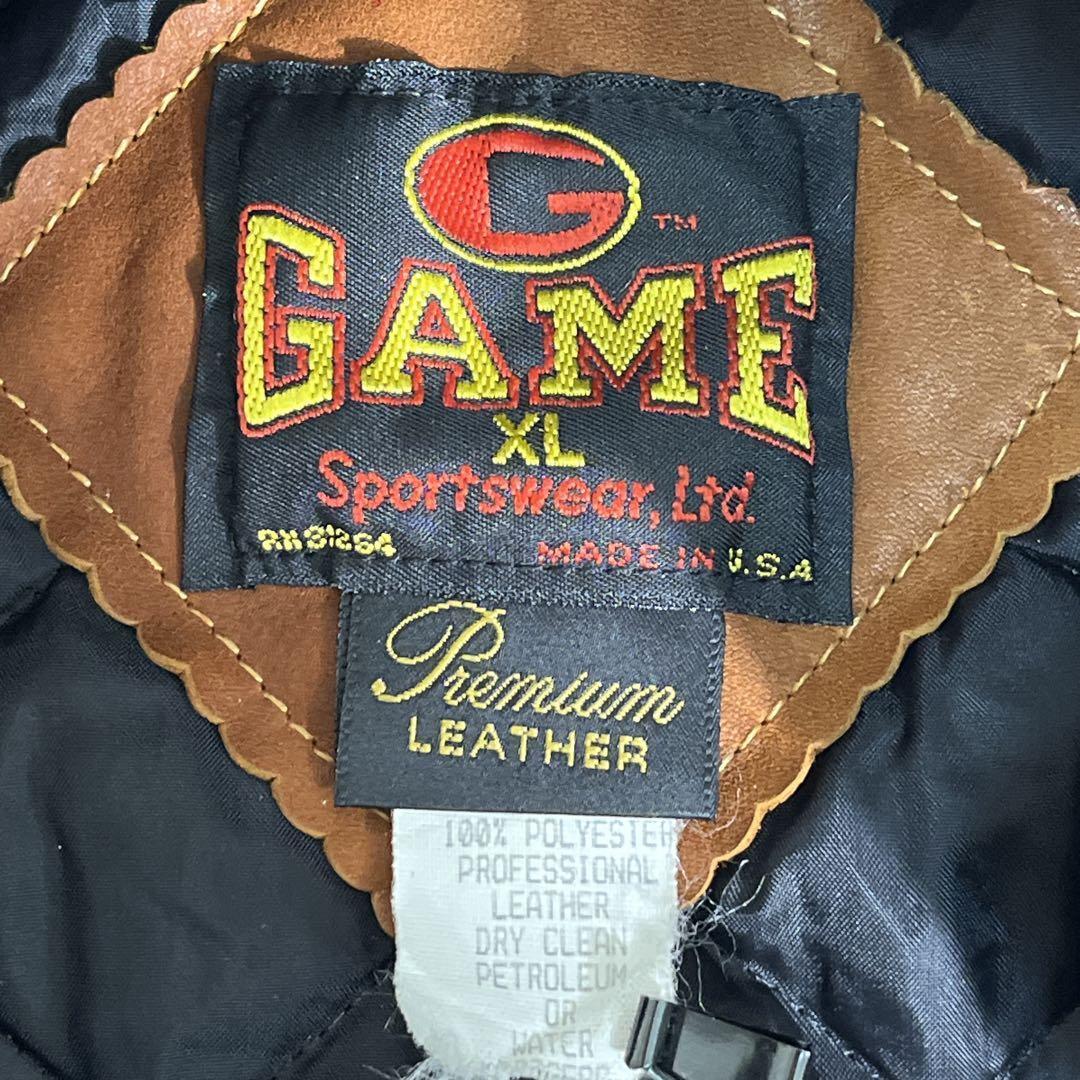 G ™
GAME
XL
Sportswear, Ltd.
RN 91264 MADE IN U.S.A
Premium
LEATHER
100% POLYESTER
PROFESSIONAL
LEATHER
DRY CLEAN
PETROLEUM
OR
WATER